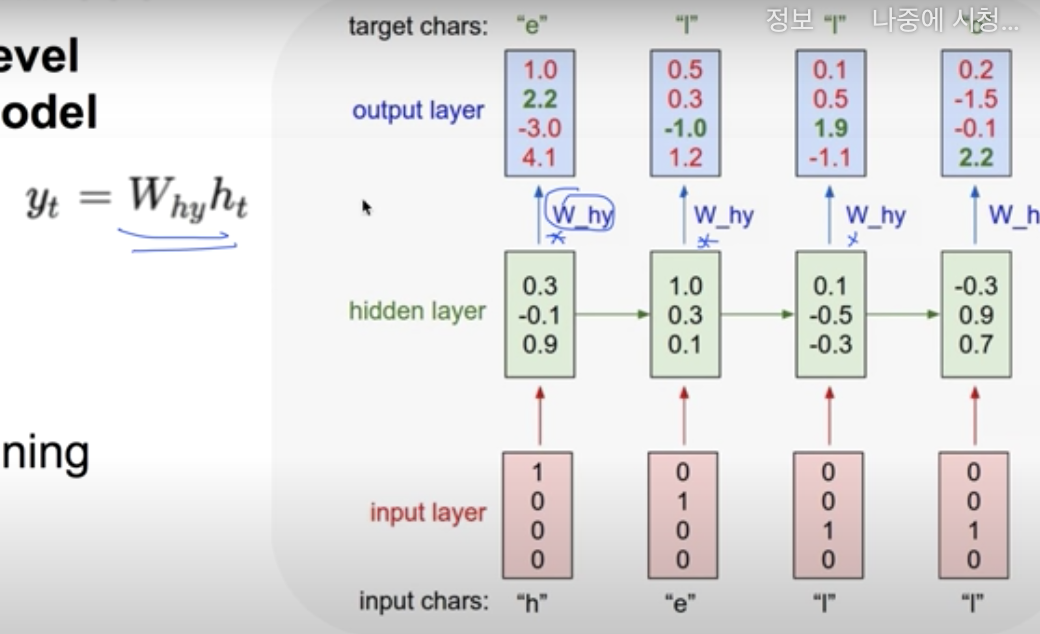 target chars: “e” “l” “l”
정보 나중에 시청...
evel
odel
output layer
1.0 0.5 0.1 0.2
2.2 0.3 0.5 -1.5
-3.0 -1.0 1.9 -0.1
4.1 1.2 -1.1 2.2
y_t = W_{hy}h_t
W_hy W_hy W_hy W_h
hidden layer
0.3 1.0 0.1 -0.3
-0.1 0.3 -0.5 0.9
0.9 0.1 -0.3 0.7
ning
input layer
1 0 0 0
0 1 0 0
0 0 1 1
0 0 0 0
input chars: “h” “e” “l” “l”